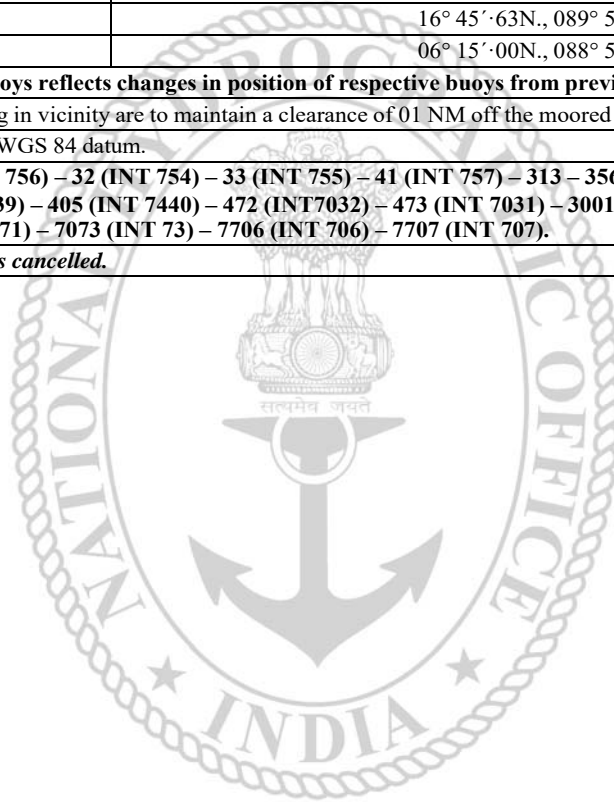 16° 45´·63N., 089° 5
06° 15´·00N., 088° 5
oys reflects changes in position of respective buoys from previ
g in vicinity are to maintain a clearance of 01 NM off the moored
WGS 84 datum.
756) – 32 (INT 754) – 33 (INT 755) – 41 (INT 757) – 313 – 356
39) – 405 (INT 7440) – 472 (INT7032) – 473 (INT 7031) – 3001
71) – 7073 (INT 73) – 7706 (INT 706) – 7707 (INT 707).
s cancelled.
NATIONAL HYDROGRAPHIC OFFICE
सत्यमेव जयते
INDIA